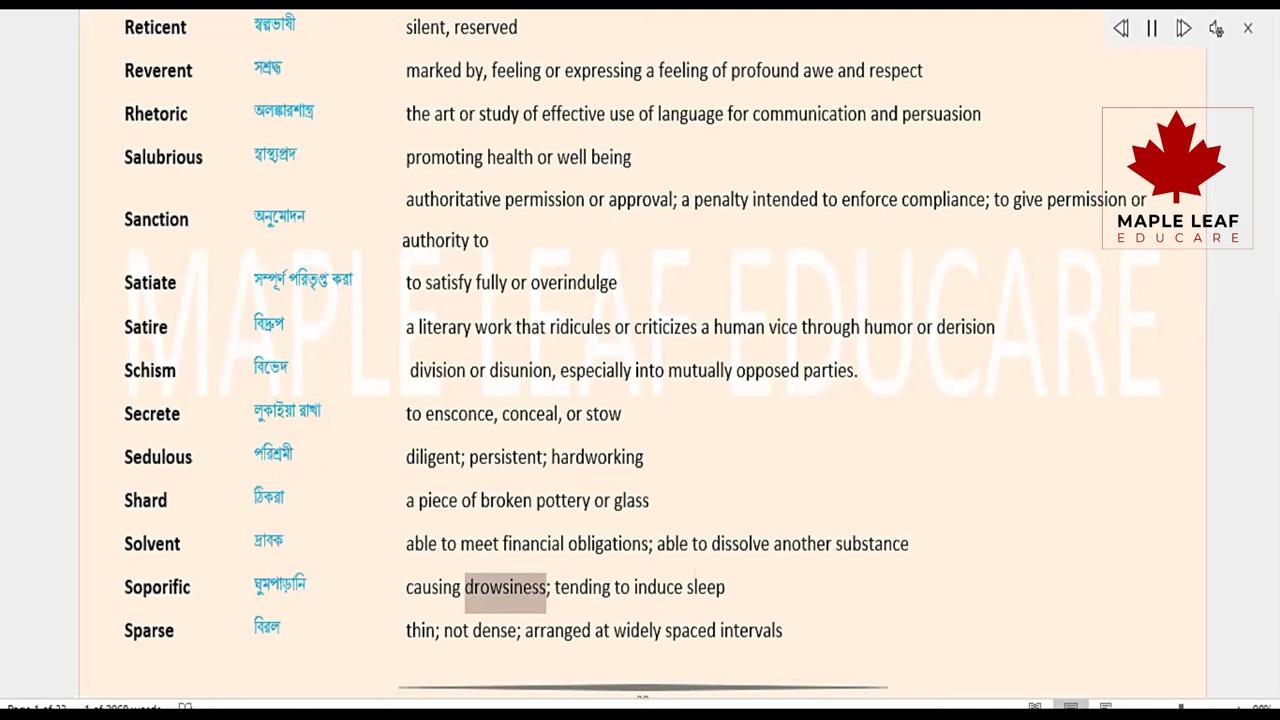 Reticent স্বল্পভাষী silent, reserved
Reverent সশ্রদ্ধ marked by, feeling or expressing a feeling of profound awe and respect
Rhetoric অলঙ্কারশাস্ত্র the art or study of effective use of language for communication and persuasion
Salubrious স্বাস্থ্যপ্রদ promoting health or well being
Sanction অনুমোদন authoritative permission or approval; a penalty intended to enforce compliance; to give permission or
authority to
Satiate সম্পূর্ণ পরিতৃপ্ত করা to satisfy fully or overindulge
Satire বিদ্রুপ a literary work that ridicules or criticizes a human vice through humor or derision
Schism বিভেদ division or disunion, especially into mutually opposed parties.
Secrete লুকাইয়া রাখা to ensconce, conceal, or stow
Sedulous পরিশ্রমী diligent; persistent; hardworking
Shard ঠিকরা a piece of broken pottery or glass
Solvent দ্রাবক able to meet financial obligations; able to dissolve another substance
Soporific ঘুমপাড়ানি causing drowsiness; tending to induce sleep
Sparse বিরল thin; not dense; arranged at widely spaced intervals
MAPLE LEAF
EDUCARE
MAPLE LEAF EDUCARE